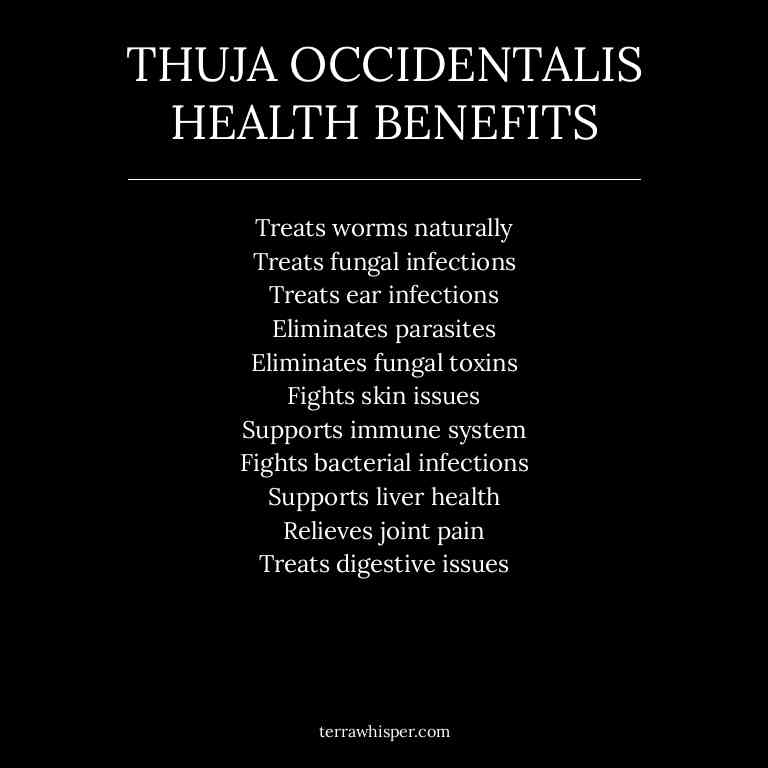 THUJA OCCIDENTALIS
HEALTH BENEFITS
Treats worms naturally
Treats fungal infections
Treats ear infections
Eliminates parasites
Eliminates fungal toxins
Fights skin issues
Supports immune system
Fights bacterial infections
Supports liver health
Relieves joint pain
Treats digestive issues
terrawhisper.com